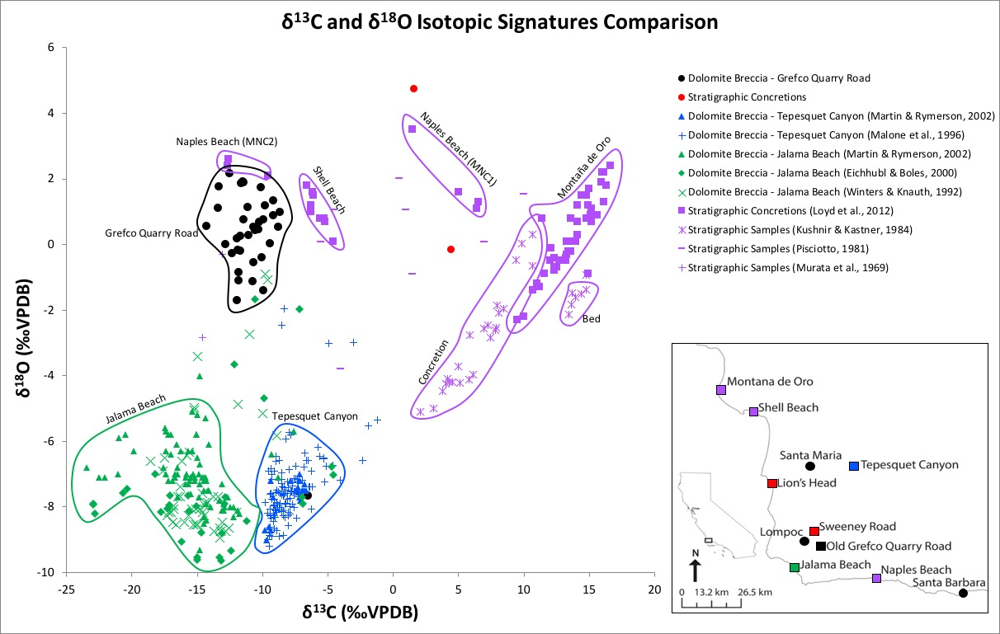 δ¹³C and δ¹⁸O Isotopic Signatures Comparison
δ¹⁸O (‰VPDB)
6
4
2
0
-2
-4
-6
-8
-10
-25
-20
-15
-10
-5
0
5
10
15
20
δ¹³C (‰VPDB)
Naples Beach (MNC2)
Grefco Quarry Road
Shell Beach
Naples Beach (MNC1)
Montaña de Oro
Bed
Concretion
Jalama Beach
Tepesquet Canyon
Dolomite Breccia - Grefco Quarry Road
Stratigraphic Concretions
Dolomite Breccia - Tepesquet Canyon (Martin & Rymerson, 2002)
Dolomite Breccia - Tepesquet Canyon (Malone et al., 1996)
Dolomite Breccia - Jalama Beach (Martin & Rymerson, 2002)
Dolomite Breccia - Jalama Beach (Eichhubl & Boles, 2000)
Dolomite Breccia - Jalama Beach (Winters & Knauth, 1992)
Stratigraphic Concretions (Loyd et al., 2012)
Stratigraphic Samples (Kushnir & Kastner, 1984)
Stratigraphic Samples (Pisciotto, 1981)
Stratigraphic Samples (Murata et al., 1969)
Montana de Oro
Shell Beach
Santa Maria
Tepesquet Canyon
Lion's Head
Sweeney Road
Lompoc
Old Grefco Quarry Road
Jalama Beach
Naples Beach
Santa Barbara
N
0 13.2 km 26.5 km